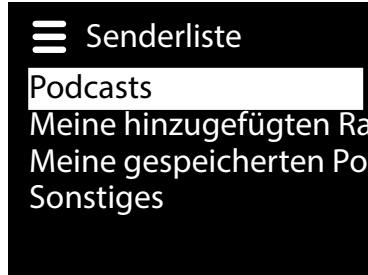 Senderliste
Podcasts
Meine hinzugefügten Ra
Meine gespeicherten Po
Sonstiges